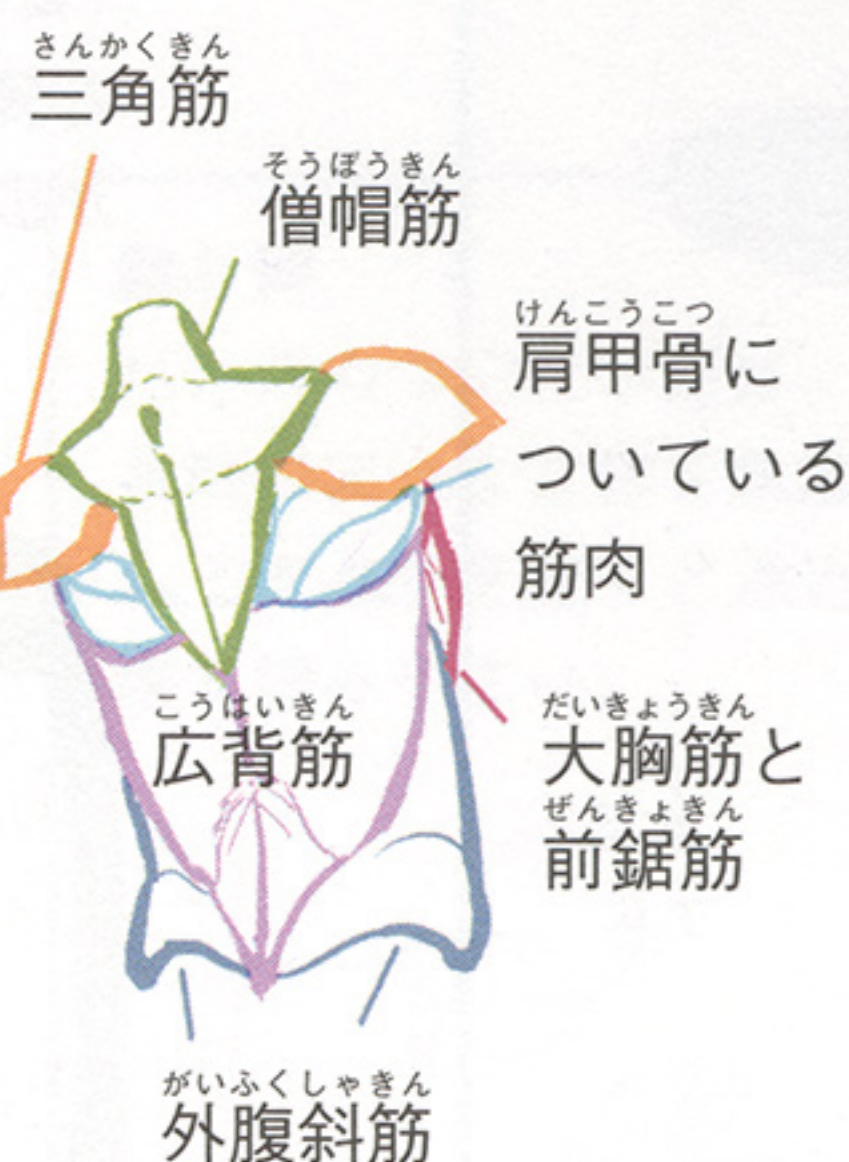 さんかくきん
三角筋
そうぼうきん
僧帽筋
けんこうこつ
肩甲骨に
ついている
筋肉
こうはいきん
広背筋
だいきょうきん
大胸筋と
ぜんきょきん
前鋸筋
がいふくしゃきん
外腹斜筋